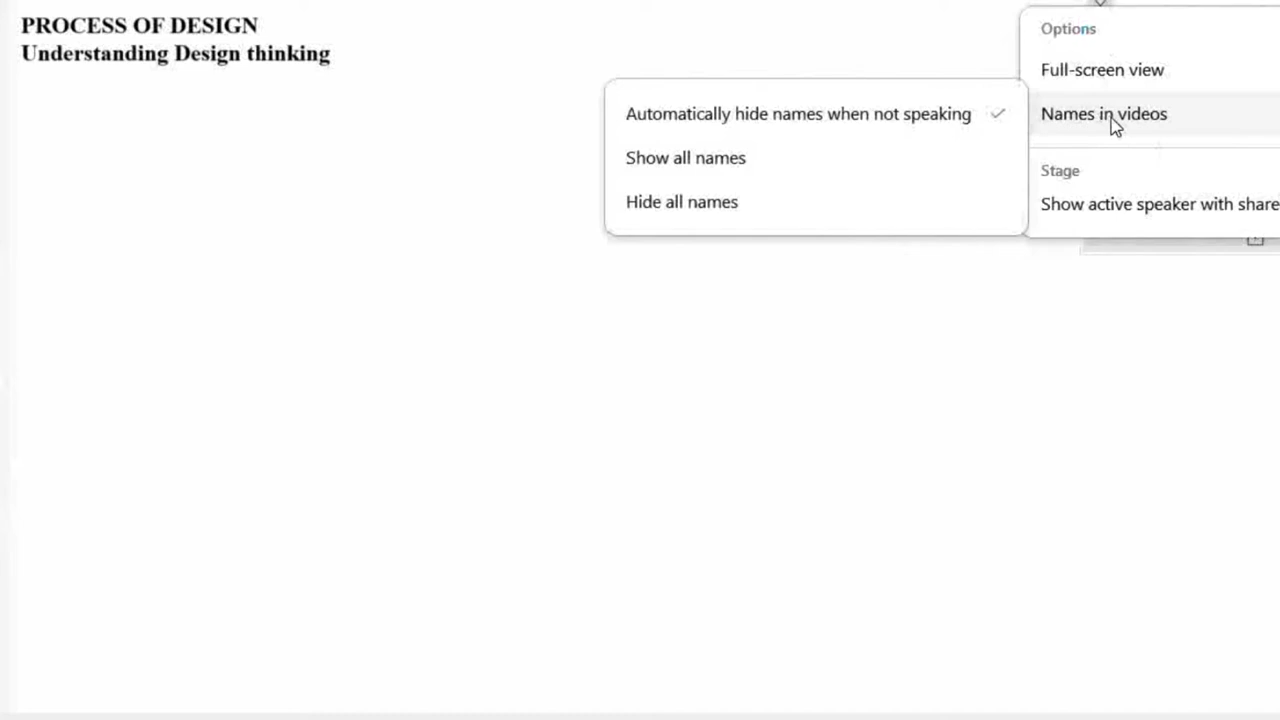 PROCESS OF DESIGN
Understanding Design thinking
Options
Full-screen view
Names in videos
Automatically hide names when not speaking
Show all names
Hide all names
Stage
Show active speaker with share